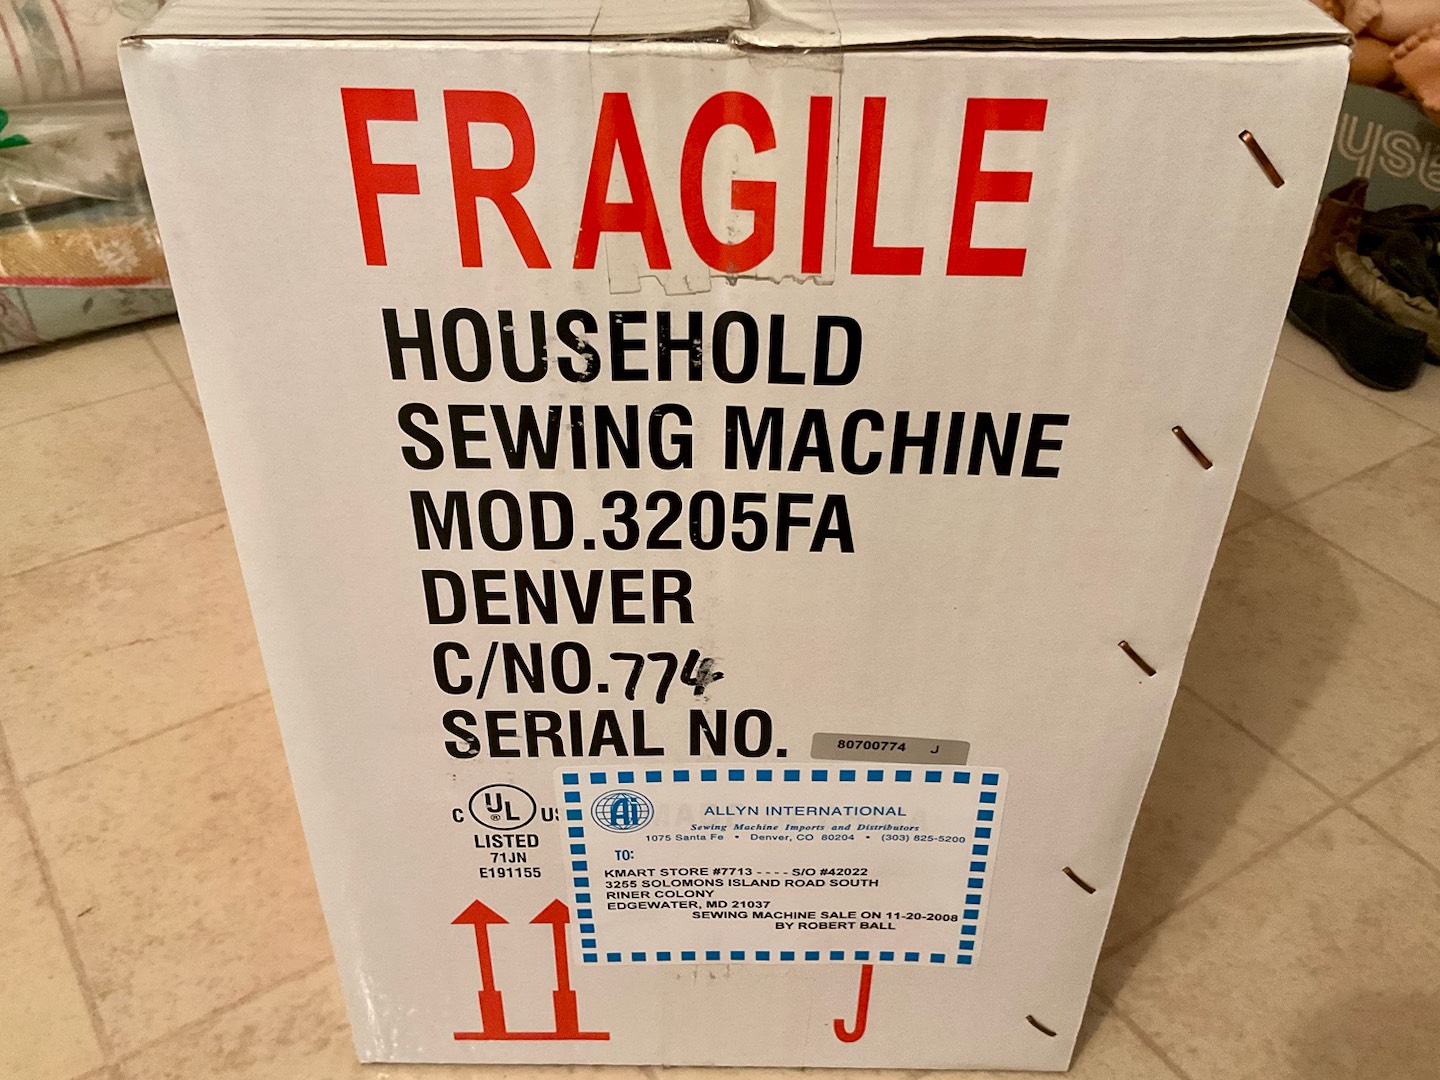 FRAGILE
HOUSEHOLD
SEWING MACHINE
MOD.3205FA
DENVER
C/NO.774
SERIAL NO. 80700774 J
C UL® US
LISTED
71JN
E191155
Ai ALLYN INTERNATIONAL
Sewing Machine Imports and Distributors
1075 Santa Fe • Denver, CO 80204 • (303) 825-5200
TO:
KMART STORE #7713 - - - - S/O #42022
3255 SOLOMONS ISLAND ROAD SOUTH
RINER COLONY
EDGEWATER, MD 21037
SEWING MACHINE SALE ON 11-20-2008
BY ROBERT BALL